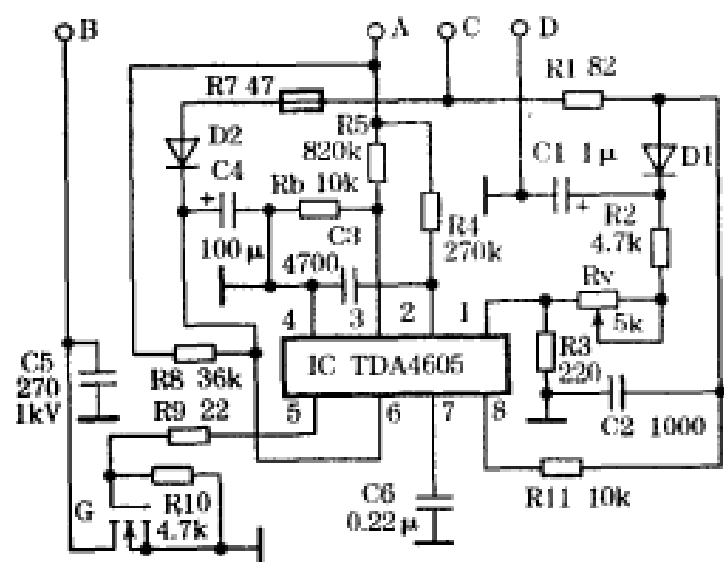 B A C D
R7 47
R1 82
D2
R5
820k
C1 1μ
D1
C4
+
Rb 10k
+
R2
4.7k
100μ
C3
4700
R4
270k
Rv
5k
4 3 2 1
IC TDA4605
R3
220
C5
270
1kV
R8 36k
R9 22
5 6 7 8
C2 1000
R10
4.7k
G
C6
0.22μ
R11 10k